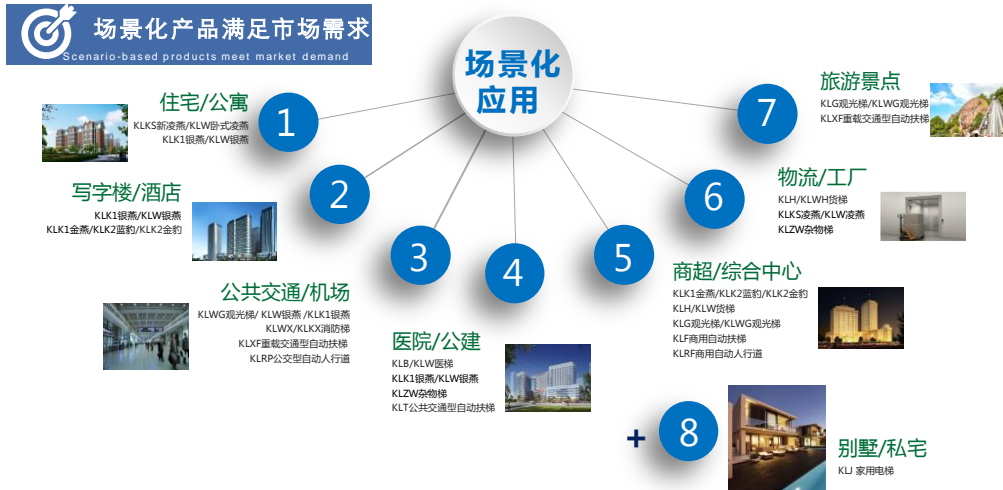 场景化产品满足市场需求
Scenario-based products meet market demand
场景化
应用
1
住宅/公寓
KLKS新凌燕/KLW卧式凌燕
KLK1银燕/KLW银燕
2
写字楼/酒店
KLK1银燕/KLW银燕
KLK1金燕/KLK2蓝豹/KLK2金豹
3
公共交通/机场
KLWG观光梯/ KLW银燕 /KLK1银燕
KLWX/KLKX消防梯
KLXF重载交通型自动扶梯
KLRP公交型自动人行道
4
医院/公建
KLB/KLW医梯
KLK1银燕/KLW银燕
KLZW杂物梯
KLT公共交通型自动扶梯
5
商超/综合中心
KLK1金燕/KLK2蓝豹/KLK2金豹
KLH/KLW货梯
KLG观光梯/KLWG观光梯
KLF商用自动扶梯
KLRF商用自动人行道
6
物流/工厂
KLH/KLWH货梯
KLKS凌燕/KLW凌燕
KLZW杂物梯
7
旅游景点
KLG观光梯/KLWG观光梯
KLXF重载交通型自动扶梯
+ 8
别墅/私宅
KLJ 家用电梯